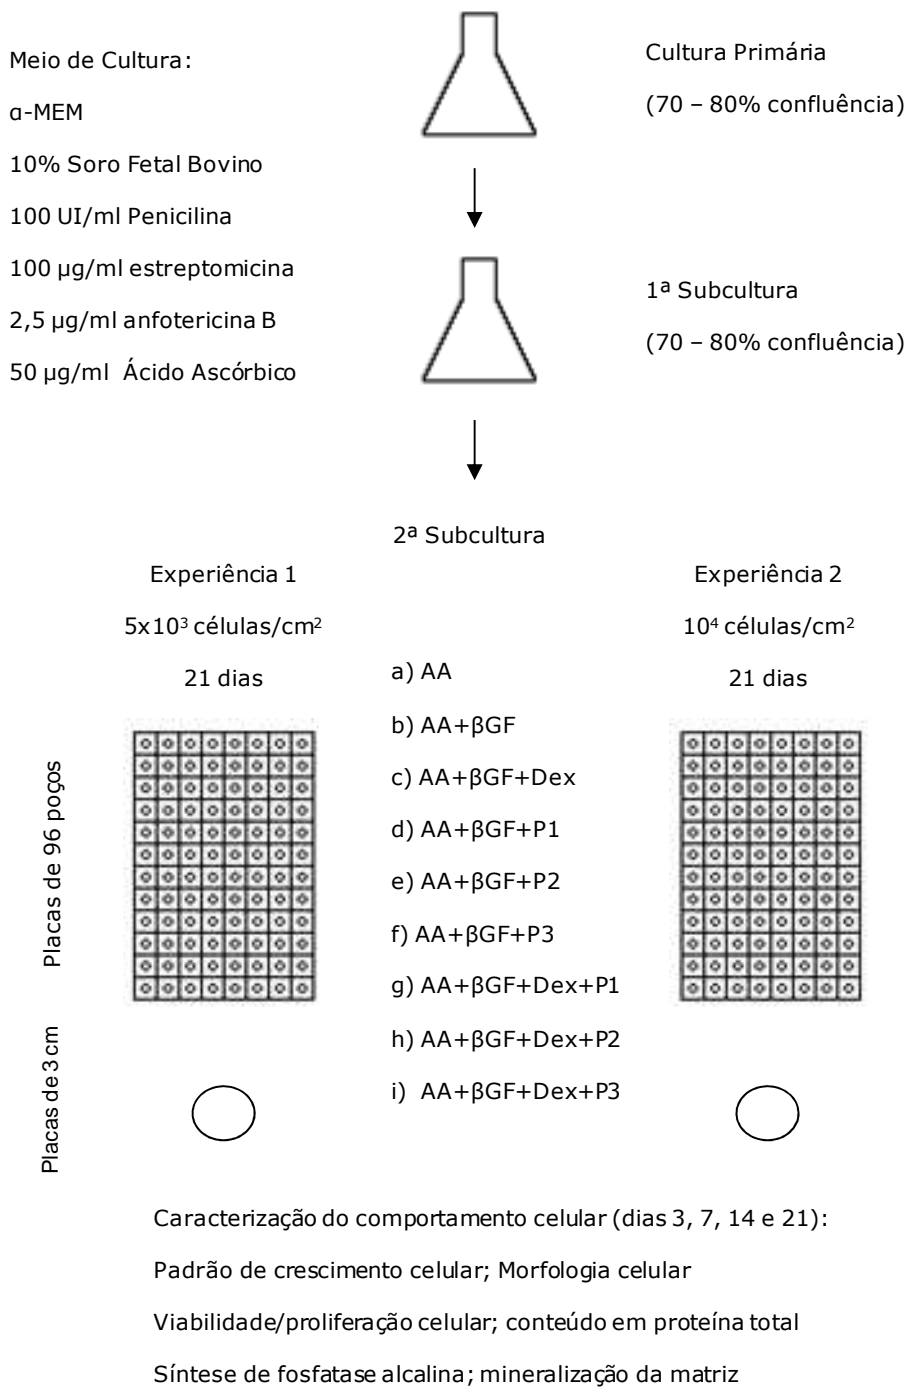 Meio de Cultura:
α-MEM
10% Soro Fetal Bovino
100 UI/ml Penicilina
100 µg/ml estreptomicina
2,5 µg/ml anfotericina B
50 µg/ml Ácido Ascórbico
Cultura Primária
(70 – 80% confluência)
1ª Subcultura
(70 – 80% confluência)
2ª Subcultura
Experiência 1
5x10³ células/cm²
21 dias
Experiência 2
10⁴ células/cm²
21 dias
a) AA
b) AA+βGF
c) AA+βGF+Dex
d) AA+βGF+P1
e) AA+βGF+P2
f) AA+βGF+P3
g) AA+βGF+Dex+P1
h) AA+βGF+Dex+P2
i) AA+βGF+Dex+P3
Placas de 96 poços
Placas de 3 cm
Caracterização do comportamento celular (dias 3, 7, 14 e 21):
Padrão de crescimento celular; Morfologia celular
Viabilidade/proliferação celular; conteúdo em proteína total
Síntese de fosfatase alcalina; mineralização da matriz